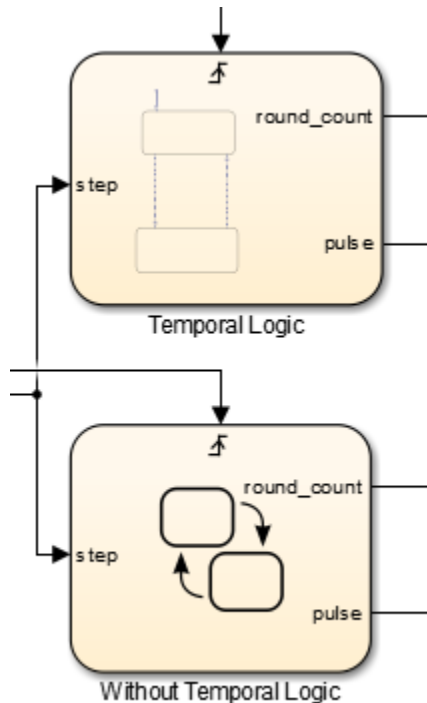 round_count
step
pulse
Temporal Logic
round_count
step
pulse
Without Temporal Logic